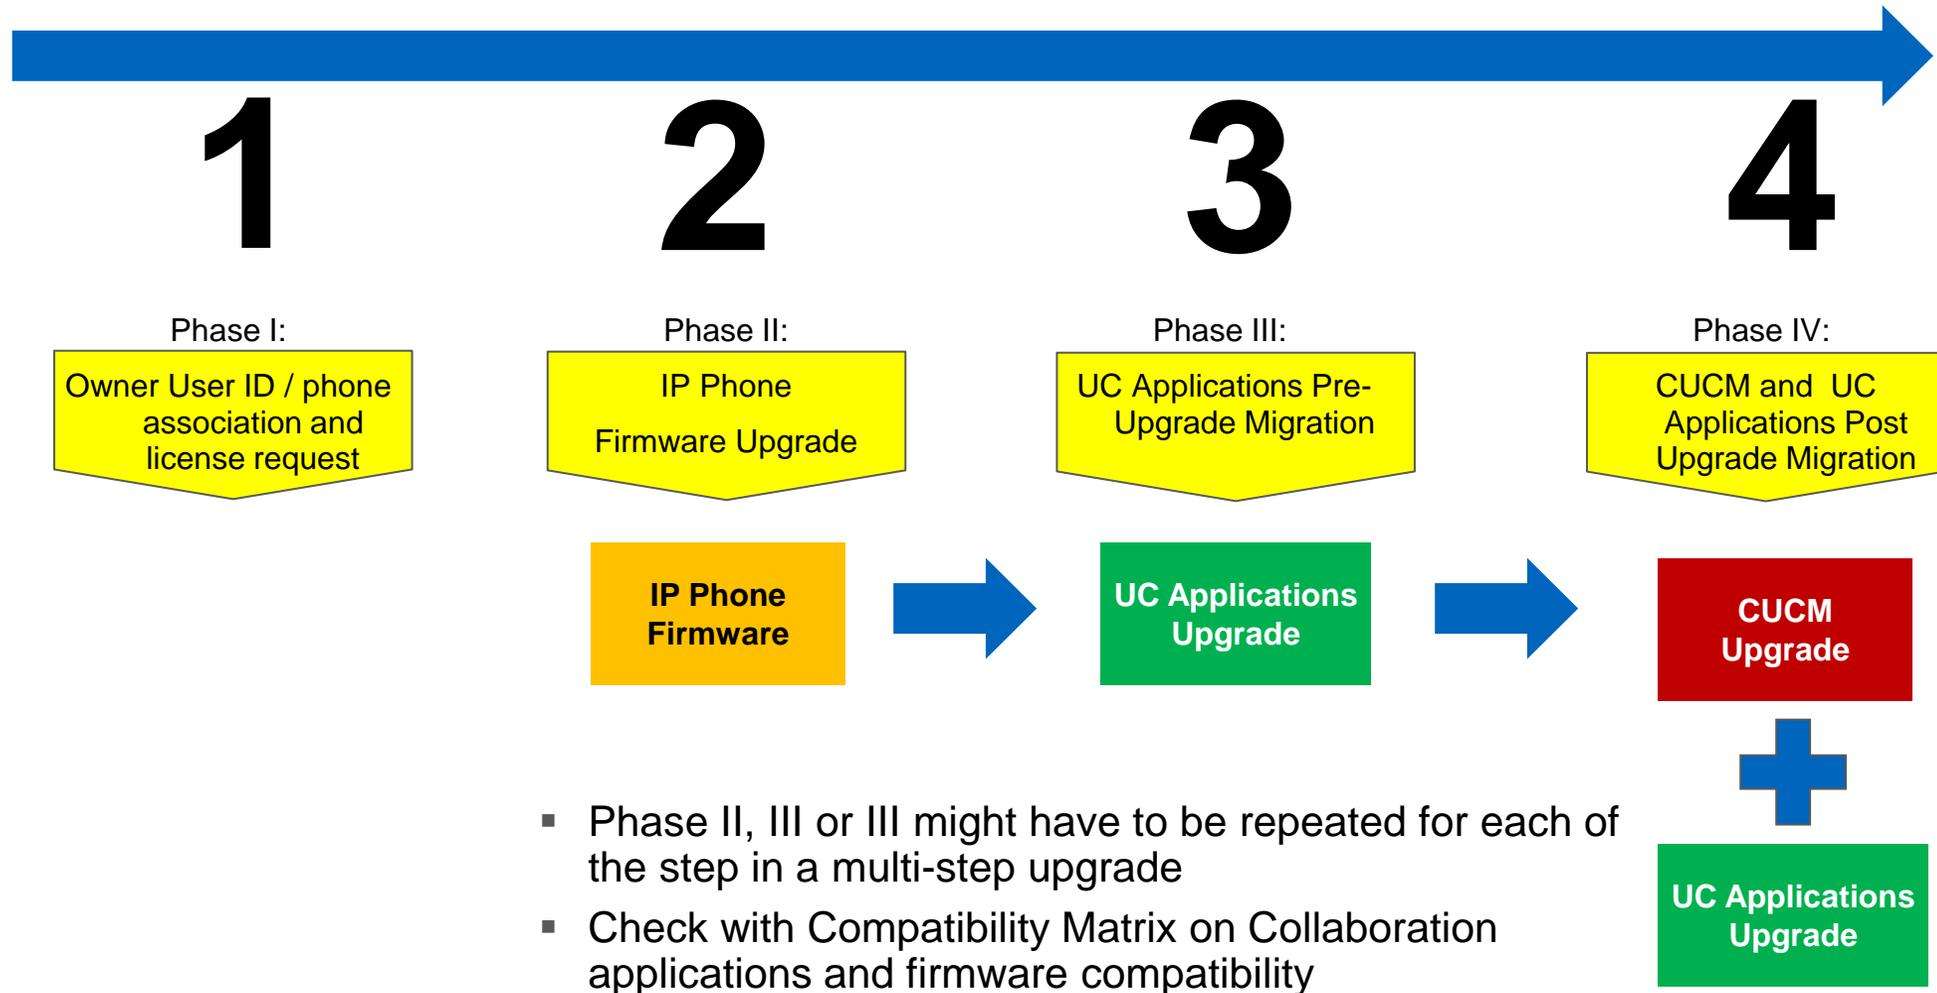 1
2
3
4
Phase I:
Phase II:
Phase III:
Phase IV:
Owner User ID / phone
association and
license request
IP Phone
Firmware Upgrade
UC Applications Pre-
Upgrade Migration
CUCM and UC
Applications Post
Upgrade Migration
IP Phone
Firmware
UC Applications
Upgrade
CUCM
Upgrade
▪ Phase II, III or III might have to be repeated for each of
the step in a multi-step upgrade
▪ Check with Compatibility Matrix on Collaboration
applications and firmware compatibility
UC Applications
Upgrade